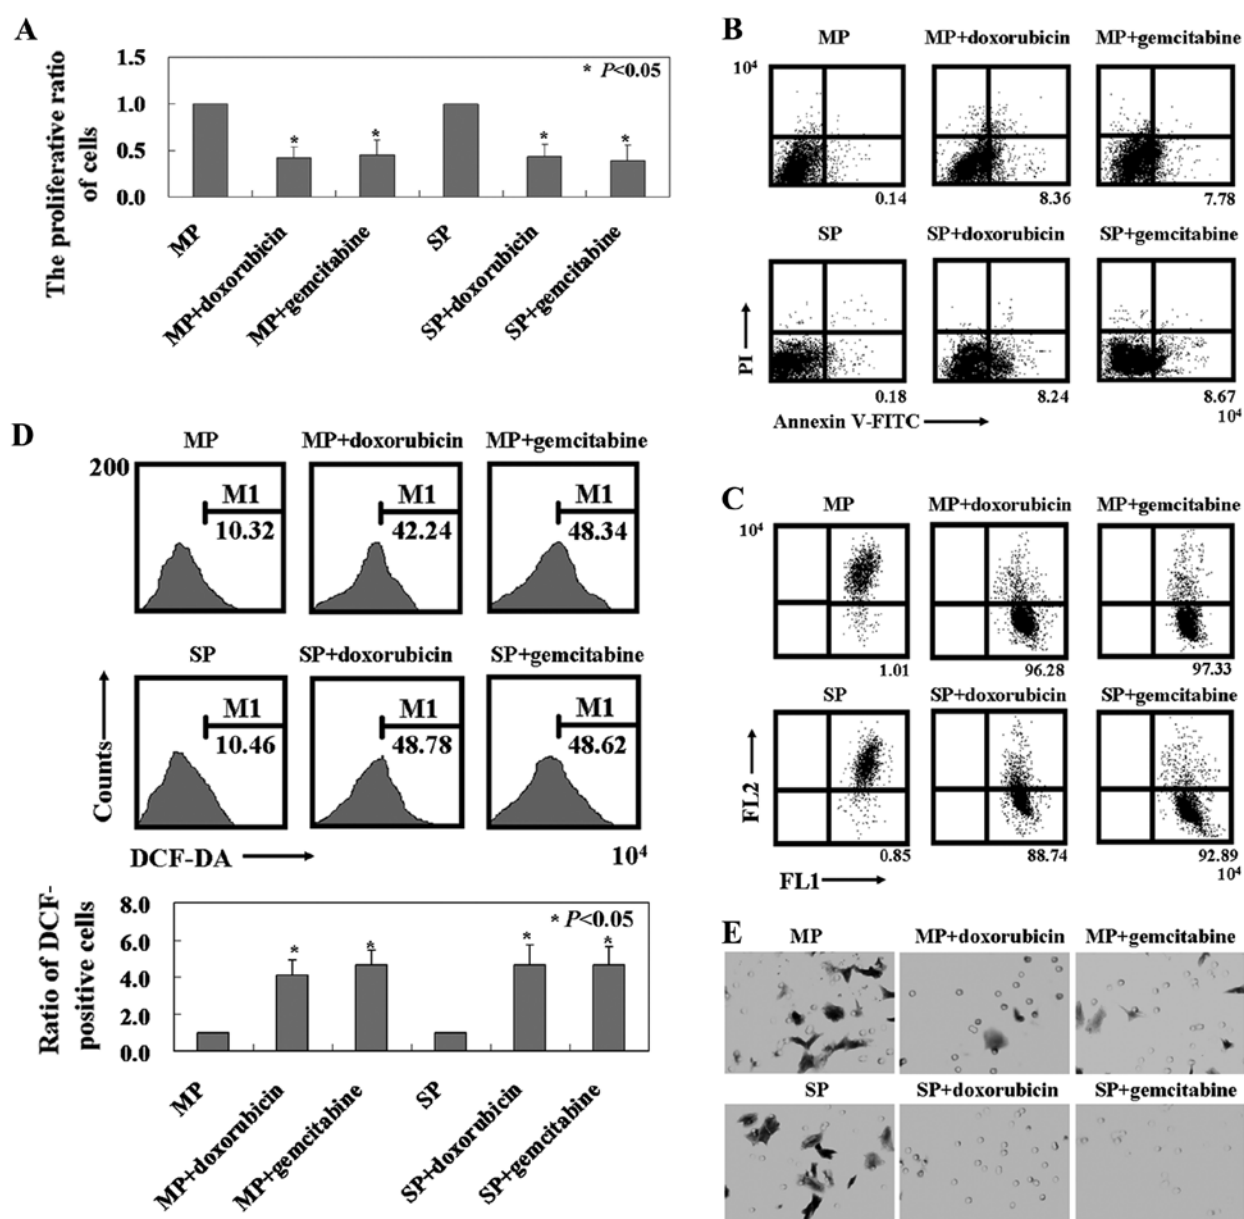 A
The proliferative ratio
of cells
1.5
1.0
0.5
0.0
* P<0.05
*
*
*
*
MP
MP+doxorubicin
MP+gemcitabine
SP
SP+doxorubicin
SP+gemcitabine
B
MP MP+doxorubicin MP+gemcitabine
10⁴
0.14 8.36 7.78
SP SP+doxorubicin SP+gemcitabine
PI
0.18 8.24 8.67
Annexin V-FITC 10⁴
D
MP MP+doxorubicin MP+gemcitabine
200
M1 M1 M1
10.32 42.24 48.34
SP SP+doxorubicin SP+gemcitabine
M1 M1 M1
10.46 48.78 48.62
Counts
DCF-DA 10⁴
Ratio of DCF-
positive cells
8.0
6.0
4.0
2.0
0.0
* P<0.05
*
*
*
*
MP
MP+doxorubicin
MP+gemcitabine
SP
SP+doxorubicin
SP+gemcitabine
C
MP MP+doxorubicin MP+gemcitabine
10⁴
1.01 96.28 97.33
SP SP+doxorubicin SP+gemcitabine
FL2
0.85 88.74 92.89
FL1 10⁴
E
MP MP+doxorubicin MP+gemcitabine
SP SP+doxorubicin SP+gemcitabine